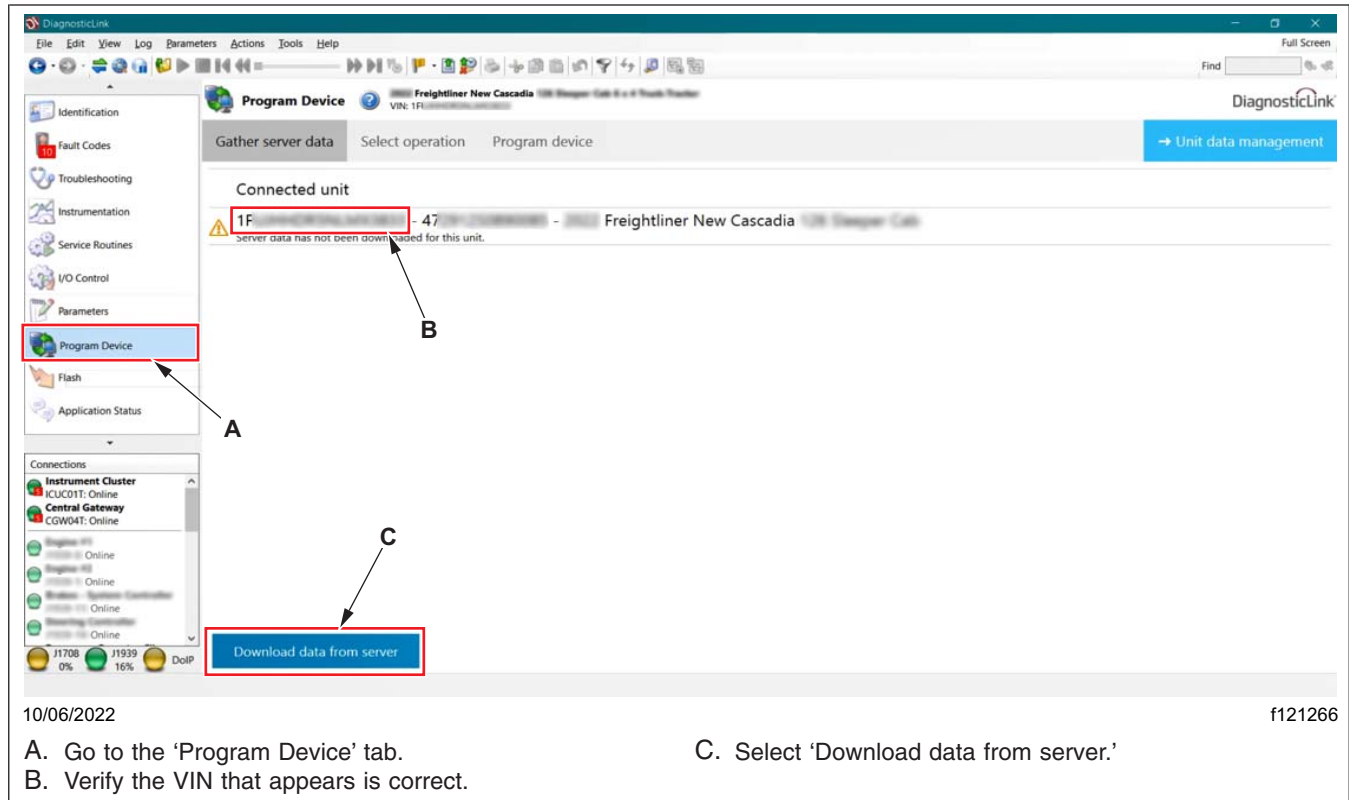 DiagnosticLink
File Edit View Log Parameters Actions Tools Help
Full Screen
Find
Program Device
Freightliner New Cascadia
VIN: 1F
DiagnosticLink
Identification
10
Fault Codes
Troubleshooting
Instrumentation
Service Routines
I/O Control
Parameters
Program Device
Flash
Application Status
Gather server data Select operation Program device
→ Unit data management
Connected unit
1F - 47 - Freightliner New Cascadia
Server data has not been downloaded for this unit.
A
B
C
Connections
Instrument Cluster
ICUC01T: Online
Central Gateway
CGW04T: Online
Online
Online
Online
Online
J1708 J1939 DoIP
0% 16%
Download data from server
10/06/2022
f121266
A. Go to the ‘Program Device’ tab.
B. Verify the VIN that appears is correct.
C. Select ‘Download data from server.’